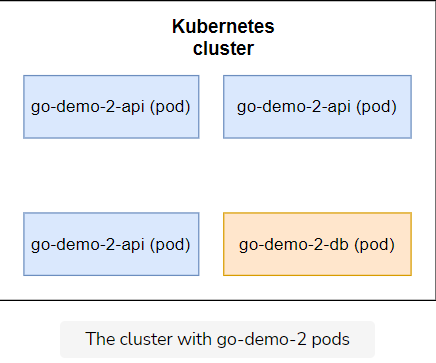 Kubernetes
cluster
go-demo-2-api (pod)
go-demo-2-api (pod)
go-demo-2-api (pod)
go-demo-2-db (pod)
The cluster with go-demo-2 pods